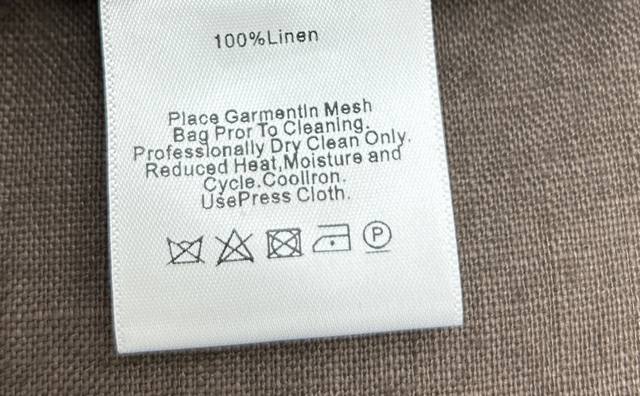 100%Linen
Place GarmentIn Mesh
Bag Pror To Cleaning.
Professionally Dry Clean Only.
Reduced Heat,Moisture and
Cycle.CoolIron.
UsePress Cloth.
P